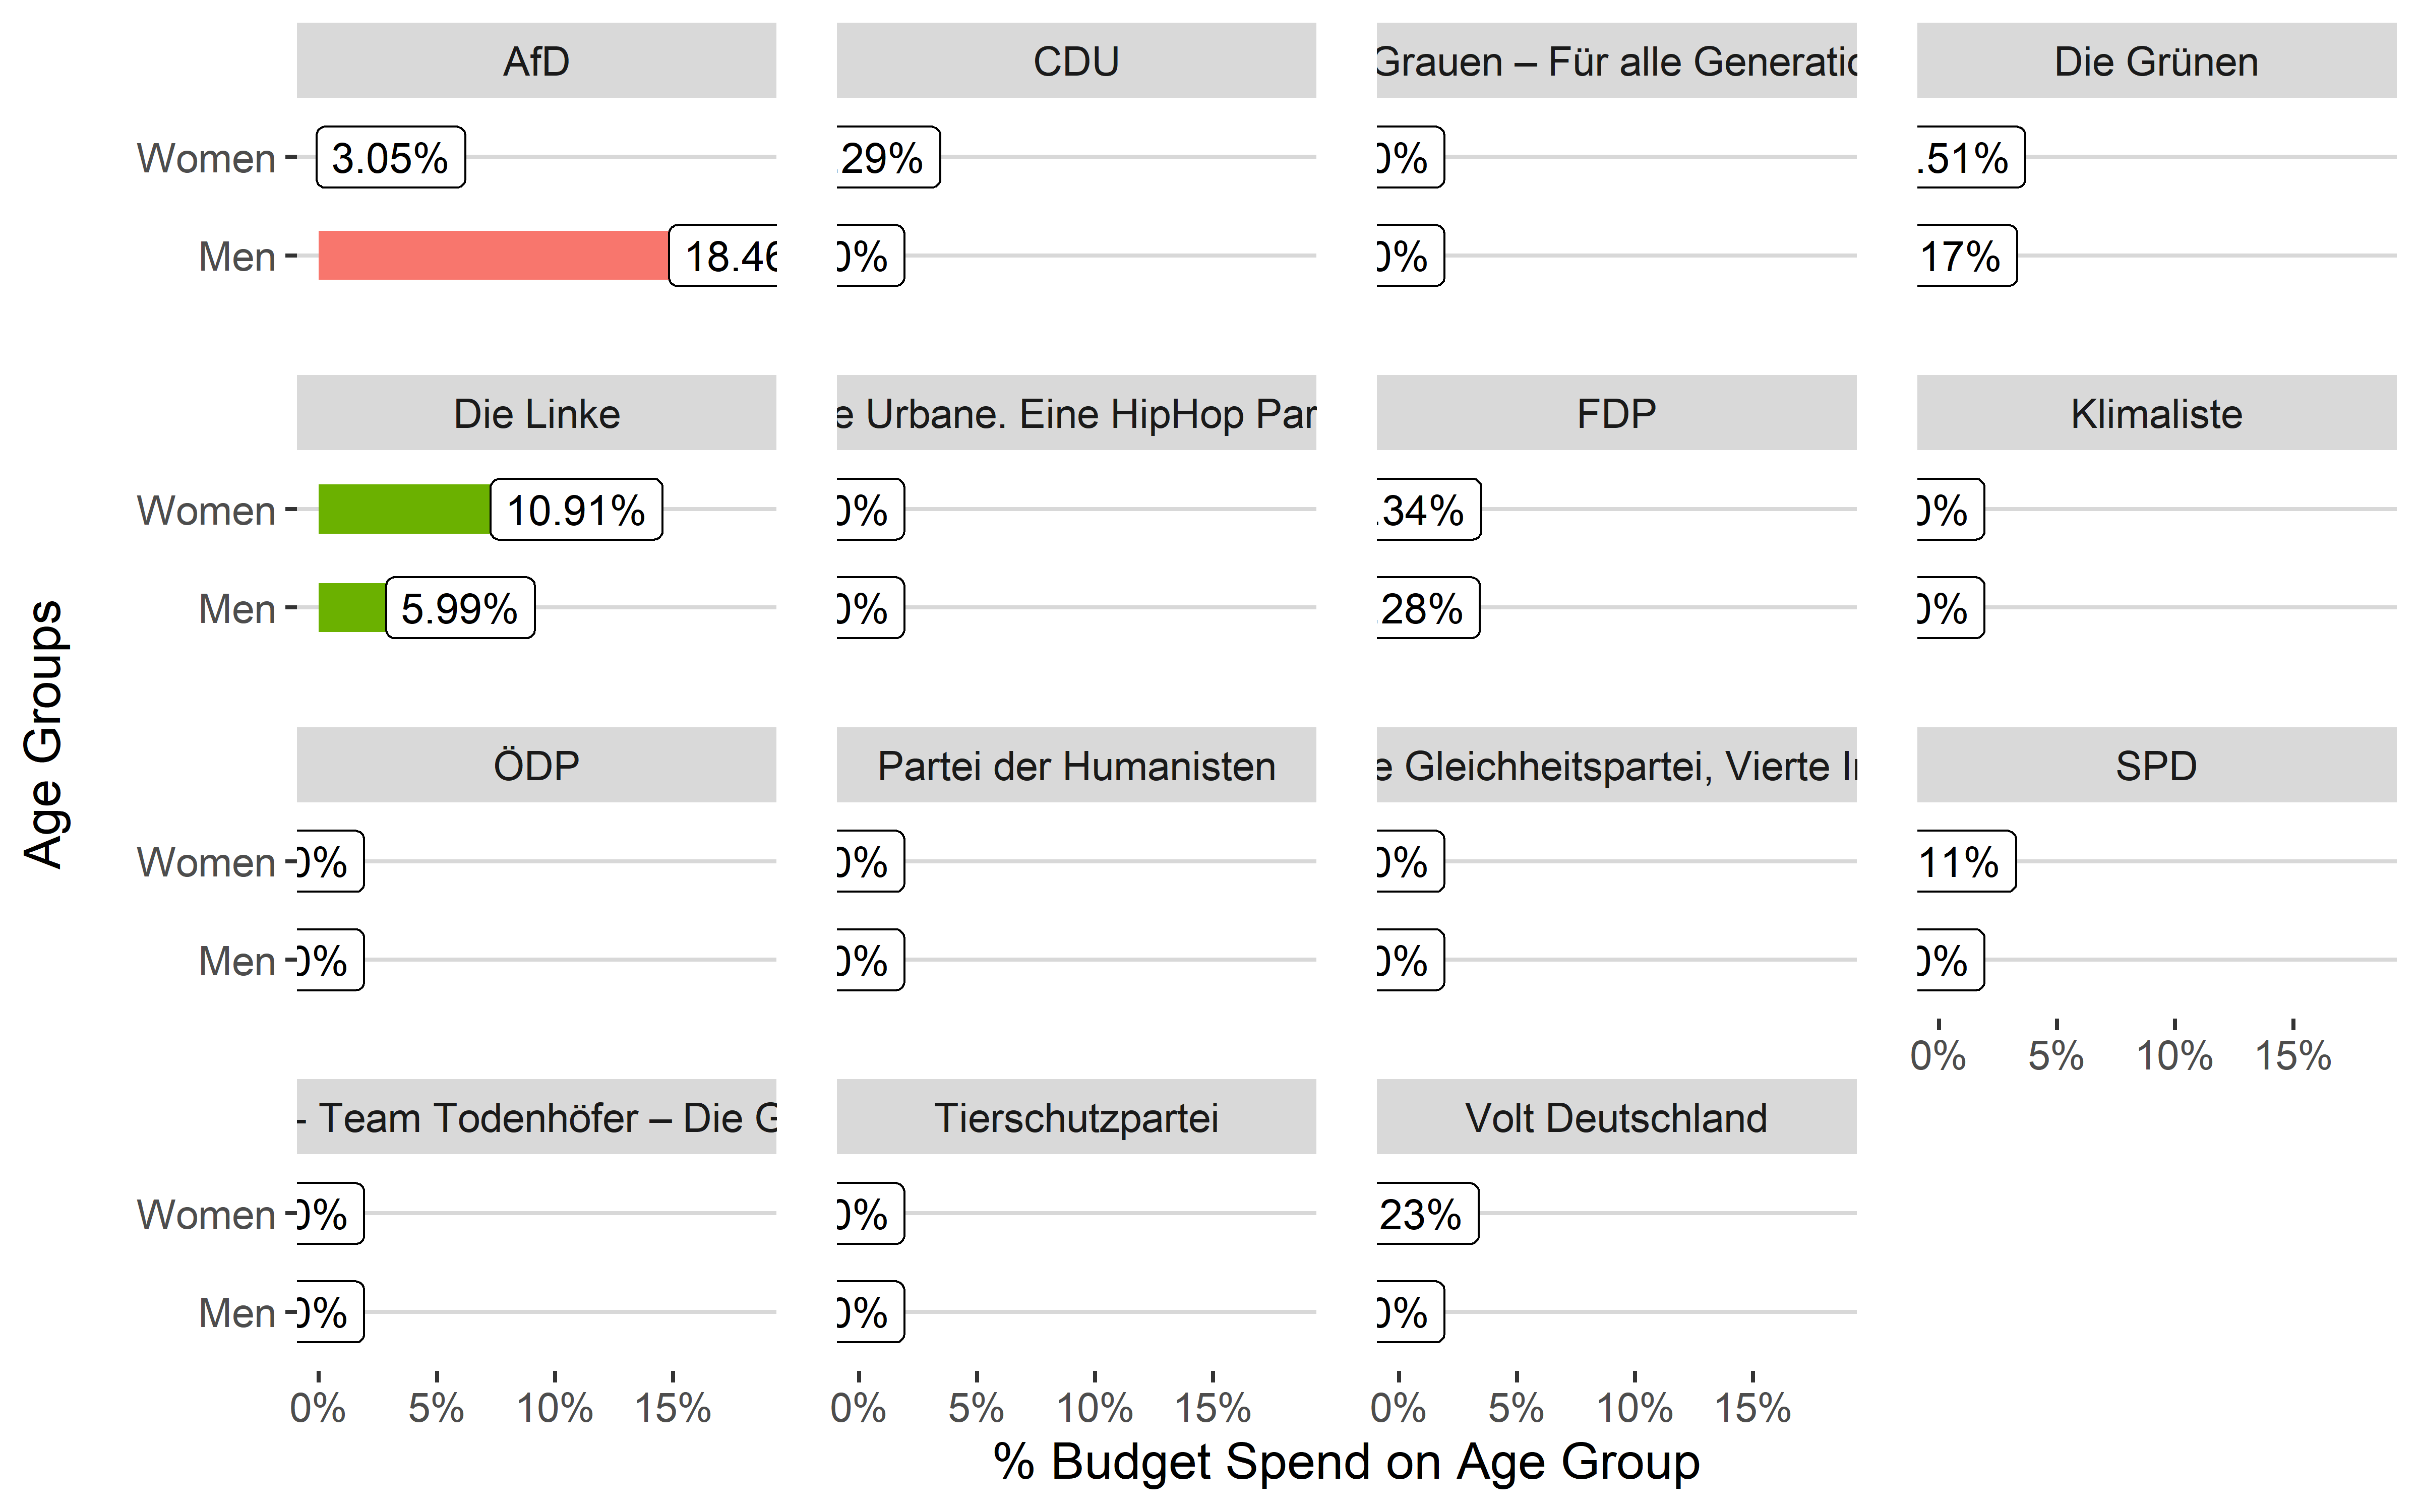 AfD
CDU
Grauen – Für alle Generatio
Die Grünen
Women
3.05%
.29%
0%
.51%
Men
18.46
0%
0%
17%
Die Linke
e Urbane. Eine HipHop Par
FDP
Klimaliste
Women
10.91%
0%
.34%
0%
Men
5.99%
0%
.28%
0%
Age Groups
ÖDP
Partei der Humanisten
e Gleichheitspartei, Vierte In
SPD
Women
0%
0%
0%
11%
Men
0%
0%
0%
0%
0%
5%
10%
15%
- Team Todenhöfer – Die G
Tierschutzpartei
Volt Deutschland
Women
0%
0%
23%
Men
0%
0%
0%
0%
5%
10%
15%
0%
5%
10%
15%
0%
5%
10%
15%
% Budget Spend on Age Group